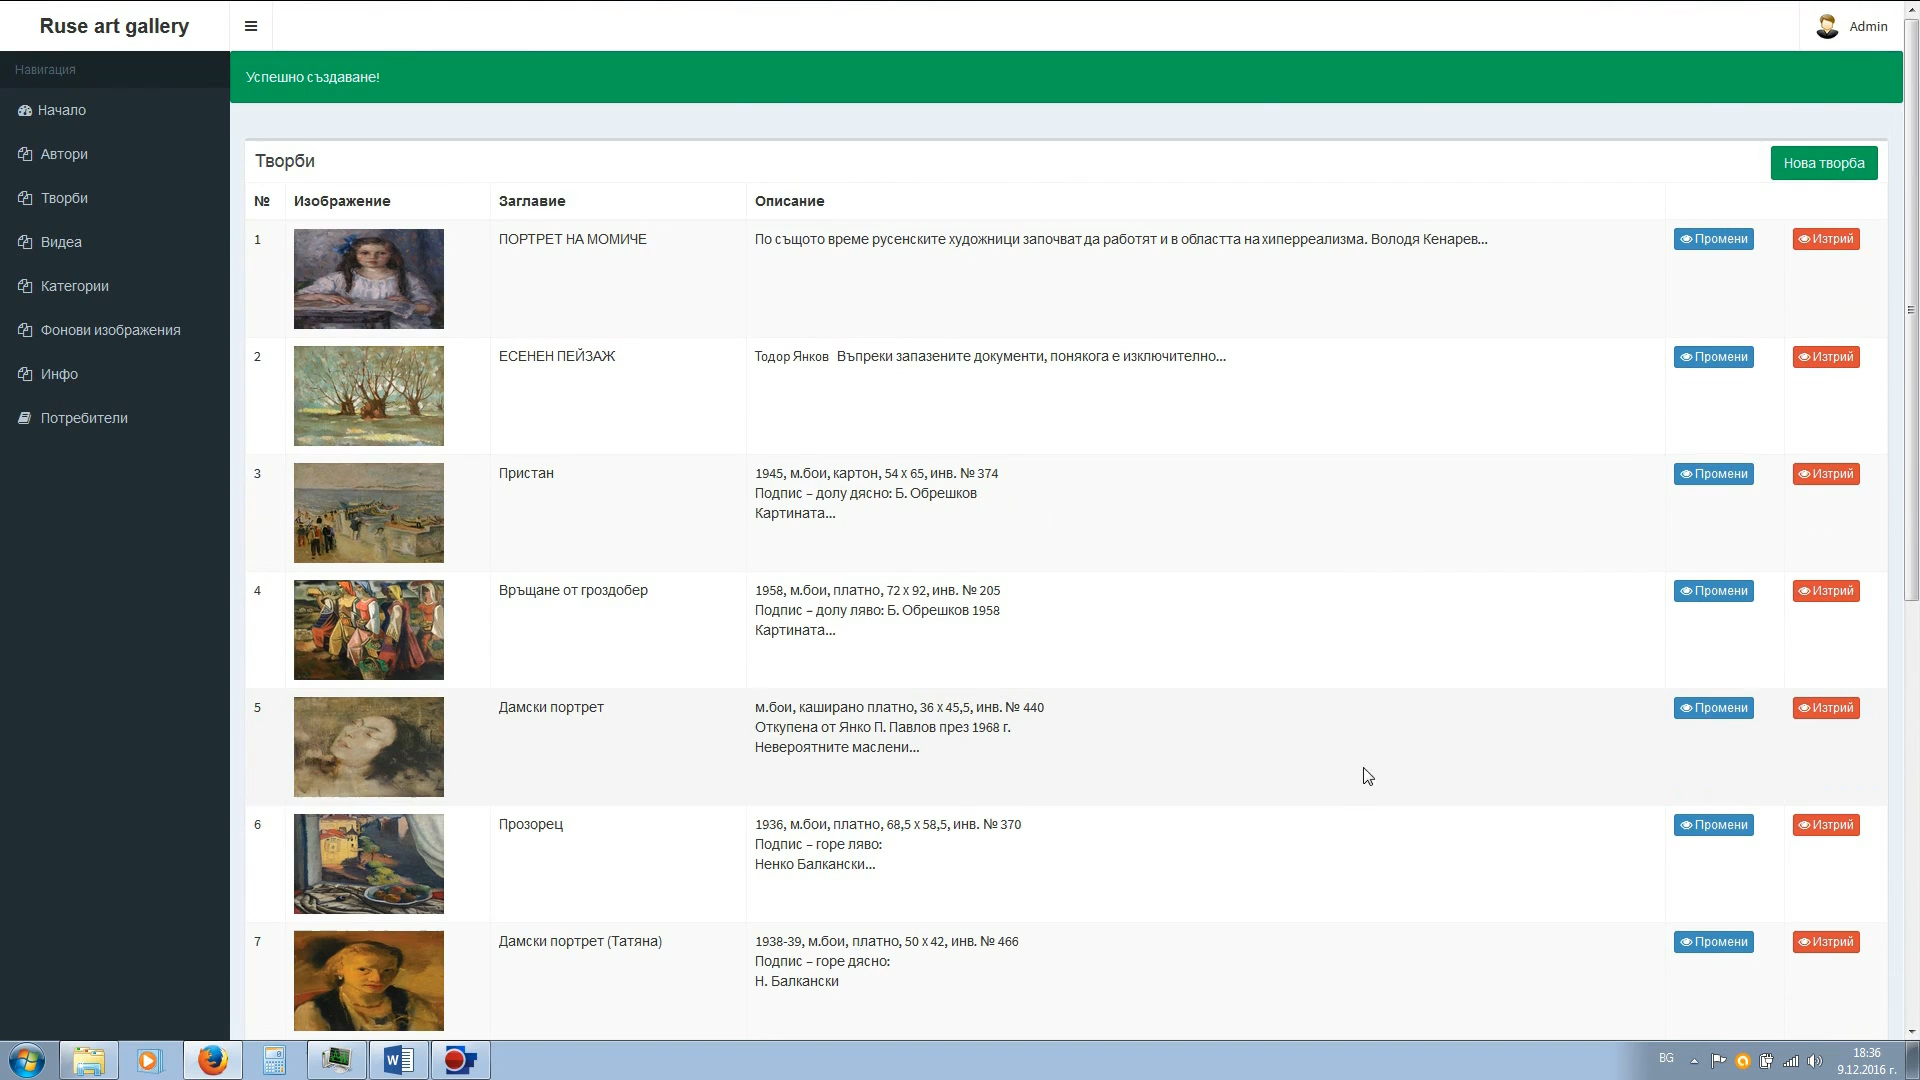 Ruse art gallery
Admin
Навигация
Успешно създаване!
Начало
Автори
Творби
Видеа
Категории
Фонови изображения
Инфо
Потребители
Творби
Нова творба
№ Изображение Заглавие Описание
1 ПОРТРЕТ НА МОМИЧЕ По същото време русенските художници започват да работят и в областта на хиперреализма. Володя Кенарев... Промени Изтрий
2 ЕСЕНЕН ПЕЙЗАЖ Тодор Янков Въпреки запазените документи, понякога е изключително... Промени Изтрий
3 Пристан 1945, м.бои, картон, 54 х 65, инв. № 374 Промени Изтрий
Подпис – долу дясно: Б. Обрешков
Картината...
4 Връщане от гроздобер 1958, м.бои, платно, 72 х 92, инв. № 205 Промени Изтрий
Подпис – долу ляво: Б. Обрешков 1958
Картината...
5 Дамски портрет м.бои, каширано платно, 36 х 45,5, инв. № 440 Промени Изтрий
Откупена от Янко П. Павлов през 1968 г.
Невероятните маслени...
6 Прозорец 1936, м.бои, платно, 68,5 х 58,5, инв. № 370 Промени Изтрий
Подпис – горе ляво:
Ненко Балкански...
7 Дамски портрет (Татяна) 1938-39, м.бои, платно, 50 х 42, инв. № 466 Промени Изтрий
Подпис – горе дясно:
Н. Балкански
BG
18:36
9.12.2016 г.